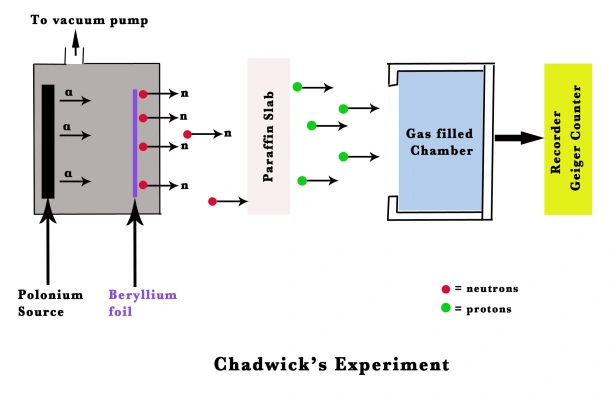 To vacuum pump
α
α
α
n
n
n
n
n
Paraffin Slab
Gas filled
Chamber
Recorder
Geiger Counter
Polonium
Source
Beryllium
foil
= neutrons
= protons
Chadwick's Experiment